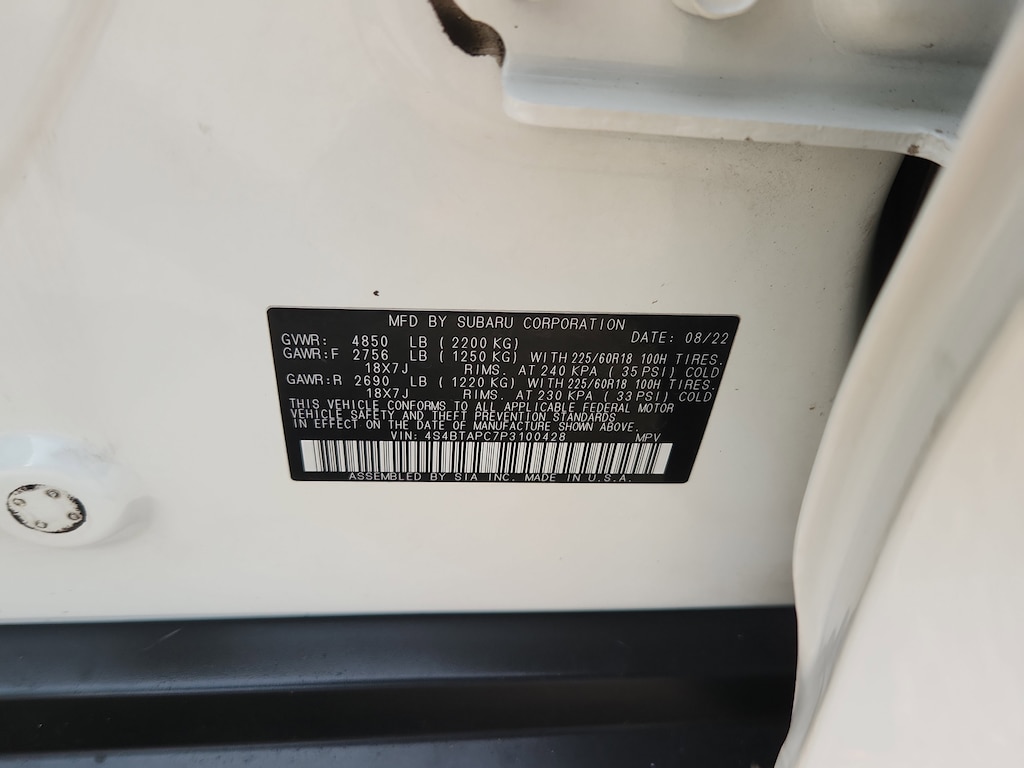 MFD BY SUBARU CORPORATION
GVWR: 4850 LB ( 2200 KG) DATE: 08/22
GAWR:F 2756 LB ( 1250 KG) WITH 225/60R18 100H TIRES.
18X7J RIMS. AT 240 KPA ( 35 PSI) COLD
GAWR:R 2690 LB ( 1220 KG) WITH 225/60R18 100H TIRES.
18X7J RIMS. AT 230 KPA ( 33 PSI) COLD
THIS VEHICLE CONFORMS TO ALL APPLICABLE FEDERAL MOTOR
VEHICLE SAFETY AND THEFT PREVENTION STANDARDS
IN EFFECT ON THE DATE OF MANUFACTURE SHOWN ABOVE.
VIN: 4S4BTAPC7P3100428 MPV
ASSEMBLED BY SIA INC. MADE IN U.S.A.